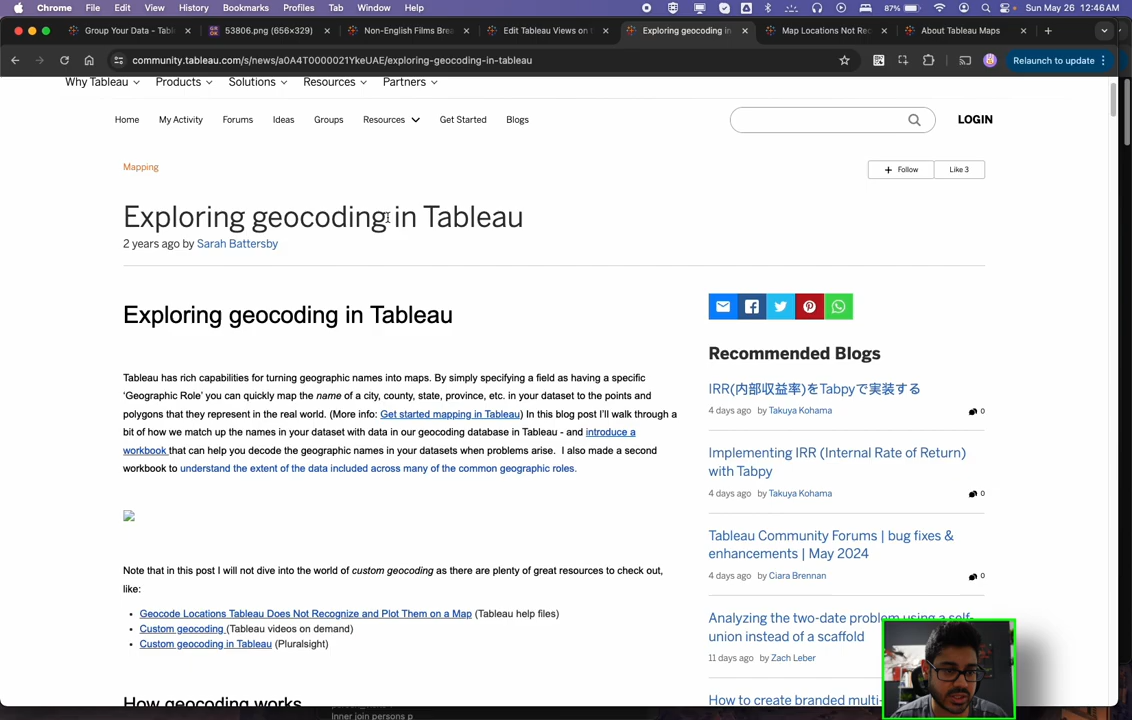 Chrome File Edit View History Bookmarks Profiles Tab Window Help 87% Sun May 26 12:46AM
Group Your Data - Tabl
53806.png (656×329)
Non-English Films Brea
Edit Tableau Views on t
Exploring geocoding in
Map Locations Not Rec
About Tableau Maps
community.tableau.com/s/news/a0A4T0000021YkeUAE/exploring-geocoding-in-tableau
Relaunch to update
Why Tableau Products Solutions Resources Partners
Home My Activity Forums Ideas Groups Resources Get Started Blogs
LOGIN
Mapping
+ Follow
Like 3
Exploring geocoding in Tableau
2 years ago by Sarah Battersby
Exploring geocoding in Tableau
Tableau has rich capabilities for turning geographic names into maps. By simply specifying a field as having a specific
'Geographic Role' you can quickly map the name of a city, county, state, province, etc. in your dataset to the points and
polygons that they represent in the real world. (More info: Get started mapping in Tableau) In this blog post I'll walk through a
bit of how we match up the names in your dataset with data in our geocoding database in Tableau - and introduce a
workbook that can help you decode the geographic names in your datasets when problems arise. I also made a second
workbook to understand the extent of the data included across many of the common geographic roles.
Note that in this post I will not dive into the world of custom geocoding as there are plenty of great resources to check out,
like:
• Geocode Locations Tableau Does Not Recognize and Plot Them on a Map (Tableau help files)
• Custom geocoding (Tableau videos on demand)
• Custom geocoding in Tableau (Pluralsight)
How geocoding works
Recommended Blogs
IRR(内部収益率)をTabpyで実装する
4 days ago by Takuya Kohama 0
Implementing IRR (Internal Rate of Return)
with Tabpy
4 days ago by Takuya Kohama 0
Tableau Community Forums | bug fixes &
enhancements | May 2024
4 days ago by Ciara Brennan 0
Analyzing the two-date problem using a self-
union instead of a scaffold
11 days ago by Zach Leber
How to create branded multi-
inner join persons p